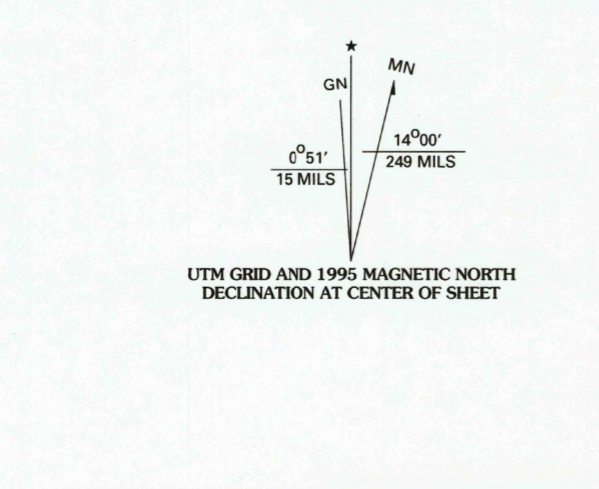 ★
GN
MN
0°51′
15 MILS
14°00′
249 MILS
UTM GRID AND 1995 MAGNETIC NORTH
DECLINATION AT CENTER OF SHEET